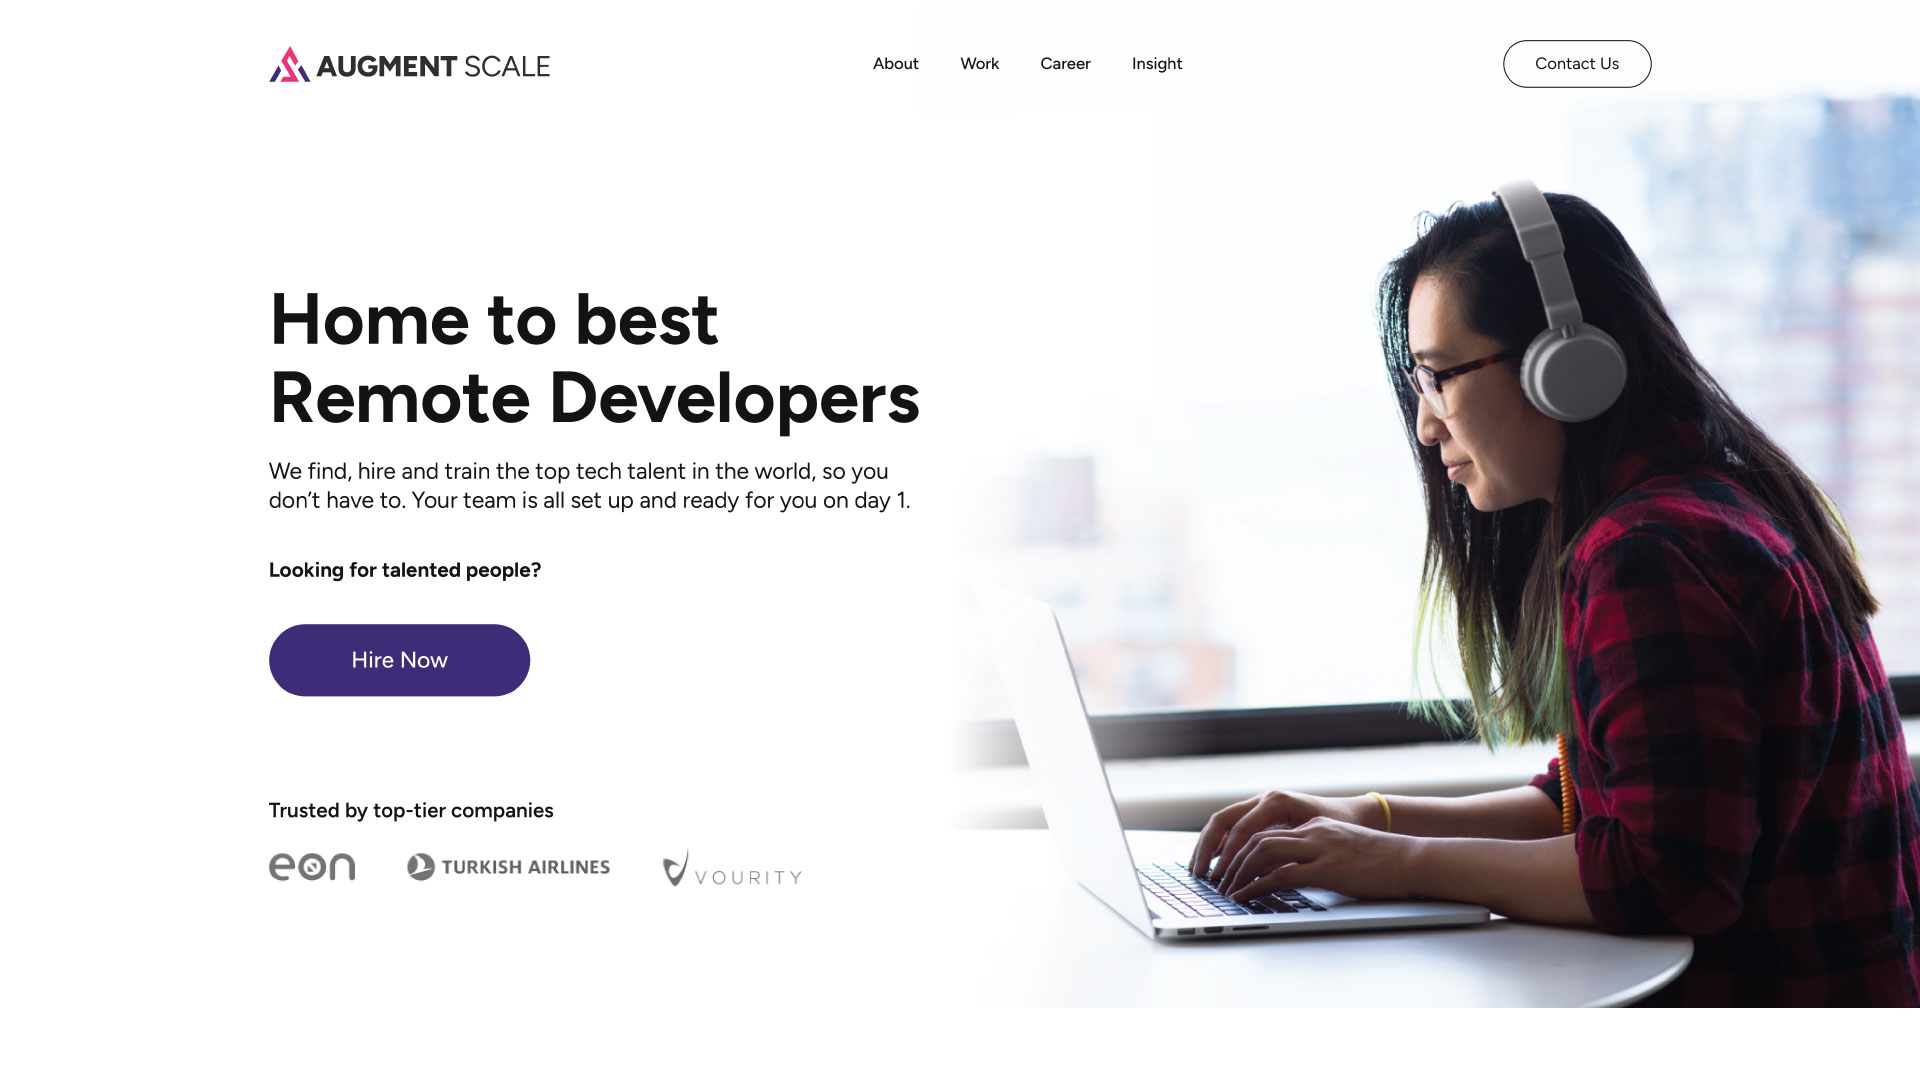 AUGMENT SCALE
About
Work
Career
Insight
Contact Us
Home to best
Remote Developers
We find, hire and train the top tech talent in the world, so you
don’t have to. Your team is all set up and ready for you on day 1.
Looking for talented people?
Hire Now
Trusted by top-tier companies
eon
TURKISH AIRLINES
VOURITY